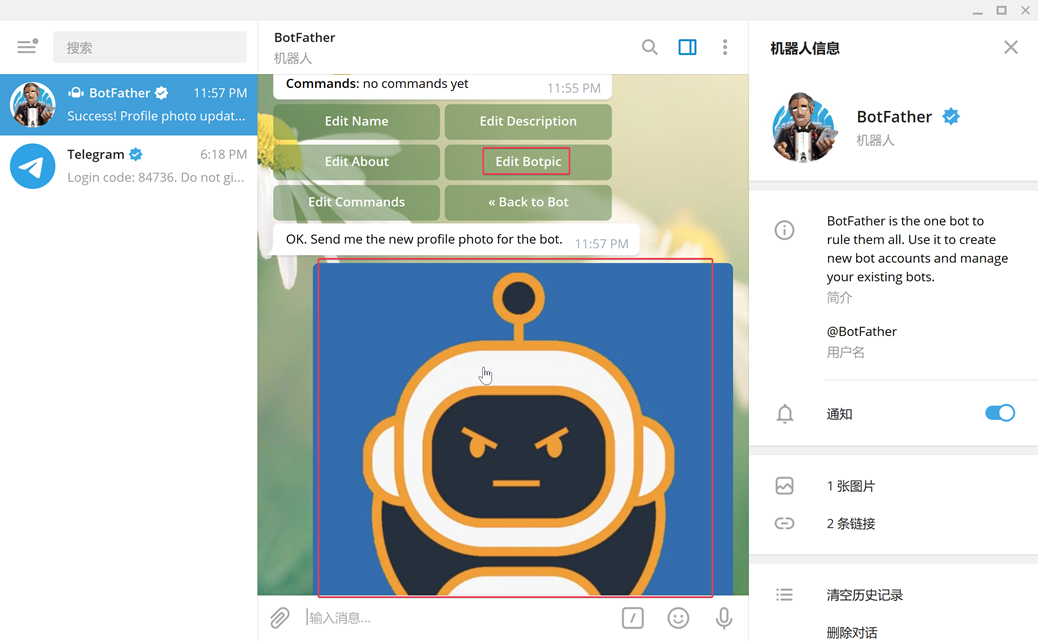 搜索
BotFather 11:57 PM
Success! Profile photo updat...
Telegram 6:18 PM
Login code: 84736. Do not gi...
BotFather
机器人
Commands: no commands yet
11:55 PM
Edit Name
Edit Description
Edit About
Edit Botpic
Edit Commands
« Back to Bot
OK. Send me the new profile photo for the bot.
11:57 PM
输入消息...
机器人信息
BotFather
机器人
BotFather is the one bot to
rule them all. Use it to create
new bot accounts and manage
your existing bots.
简介
@BotFather
用户名
通知
1 张图片
2 条链接
清空历史记录
删除对话